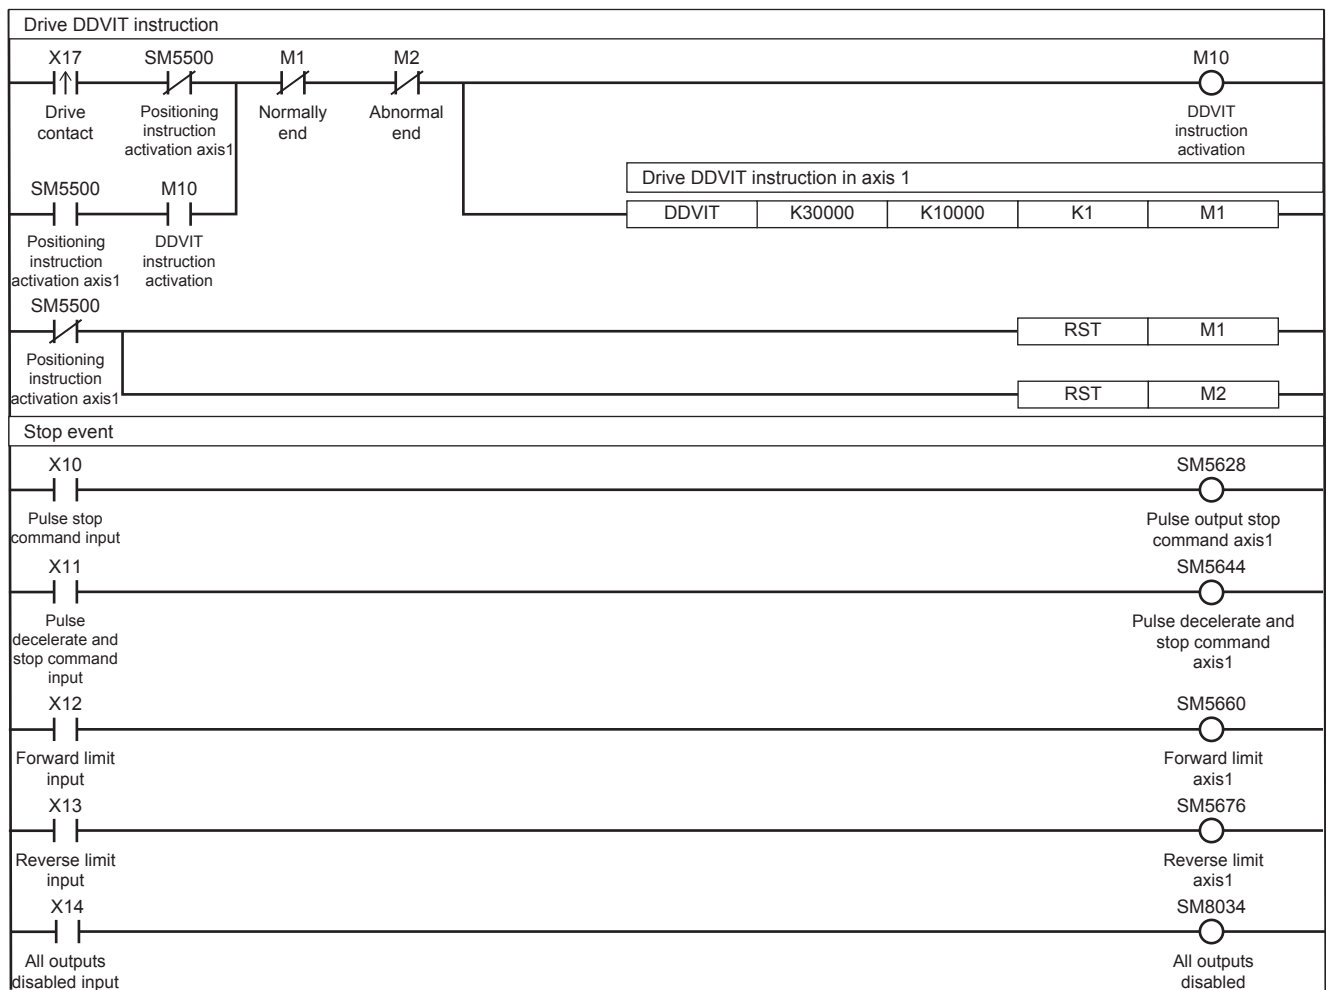 Drive DDVIT instruction
X17 SM5500 M1 M2 M10
Drive contact
Positioning instruction activation axis1
Normally end
Abnormal end
DDVIT instruction activation
Drive DDVIT instruction in axis 1
SM5500 M10
DDVIT K30000 K10000 K1 M1
Positioning instruction activation axis1
DDVIT instruction activation
SM5500
RST M1
Positioning instruction activation axis1
RST M2
Stop event
X10 SM5628
Pulse stop command input
Pulse output stop command axis1
X11 SM5644
Pulse decelerate and stop command input
Pulse decelerate and stop command axis1
X12 SM5660
Forward limit input
Forward limit axis1
X13 SM5676
Reverse limit input
Reverse limit axis1
X14 SM8034
All outputs disabled input
All outputs disabled